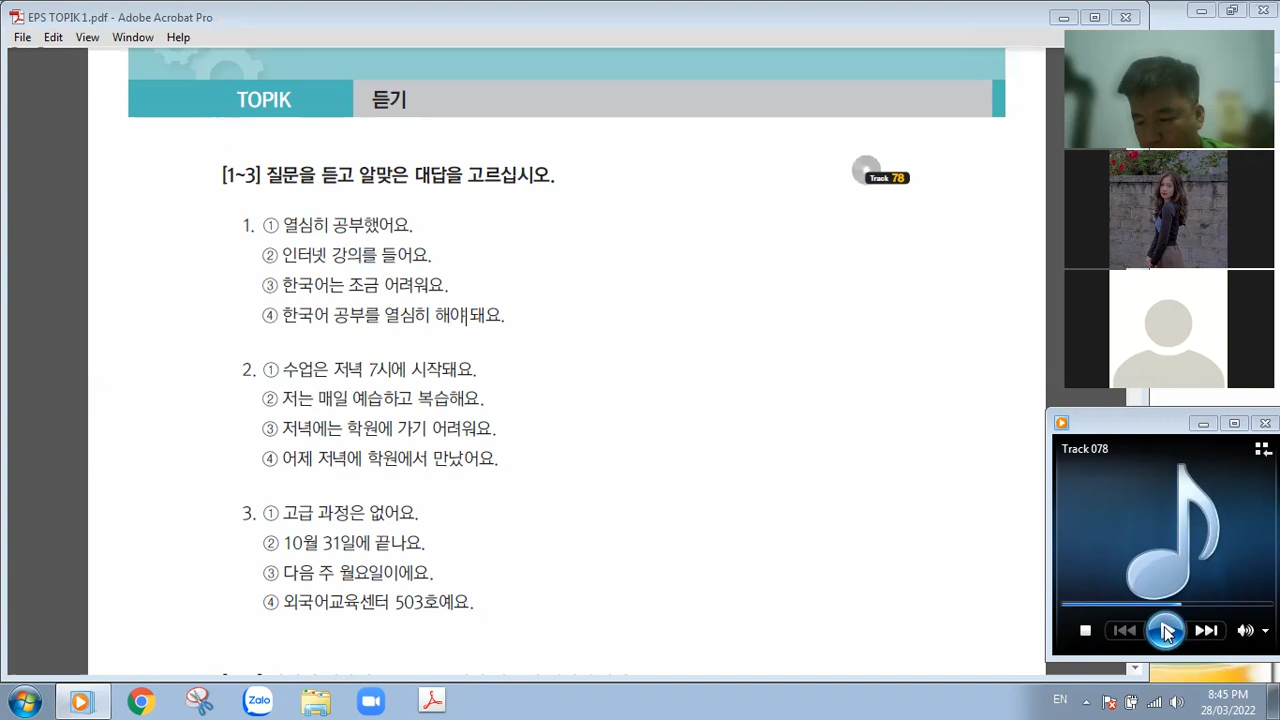 EPS TOPIK 1.pdf - Adobe Acrobat Pro
File Edit View Window Help
TOPIK 듣기
[1~3] 질문을 듣고 알맞은 대답을 고르십시오.
Track 78
1. ① 열심히 공부했어요.
② 인터넷 강의를 들어요.
③ 한국어는 조금 어려워요.
④ 한국어 공부를 열심히 해야 돼요.
2. ① 수업은 저녁 7시에 시작돼요.
② 저는 매일 예습하고 복습해요.
③ 저녁에는 학원에 가기 어려워요.
④ 어제 저녁에 학원에서 만났어요.
3. ① 고급 과정은 없어요.
② 10월 31일에 끝나요.
③ 다음 주 월요일이에요.
④ 외국어교육센터 503호예요.
Track 078
Zalo
EN
8:45 PM
28/03/2022